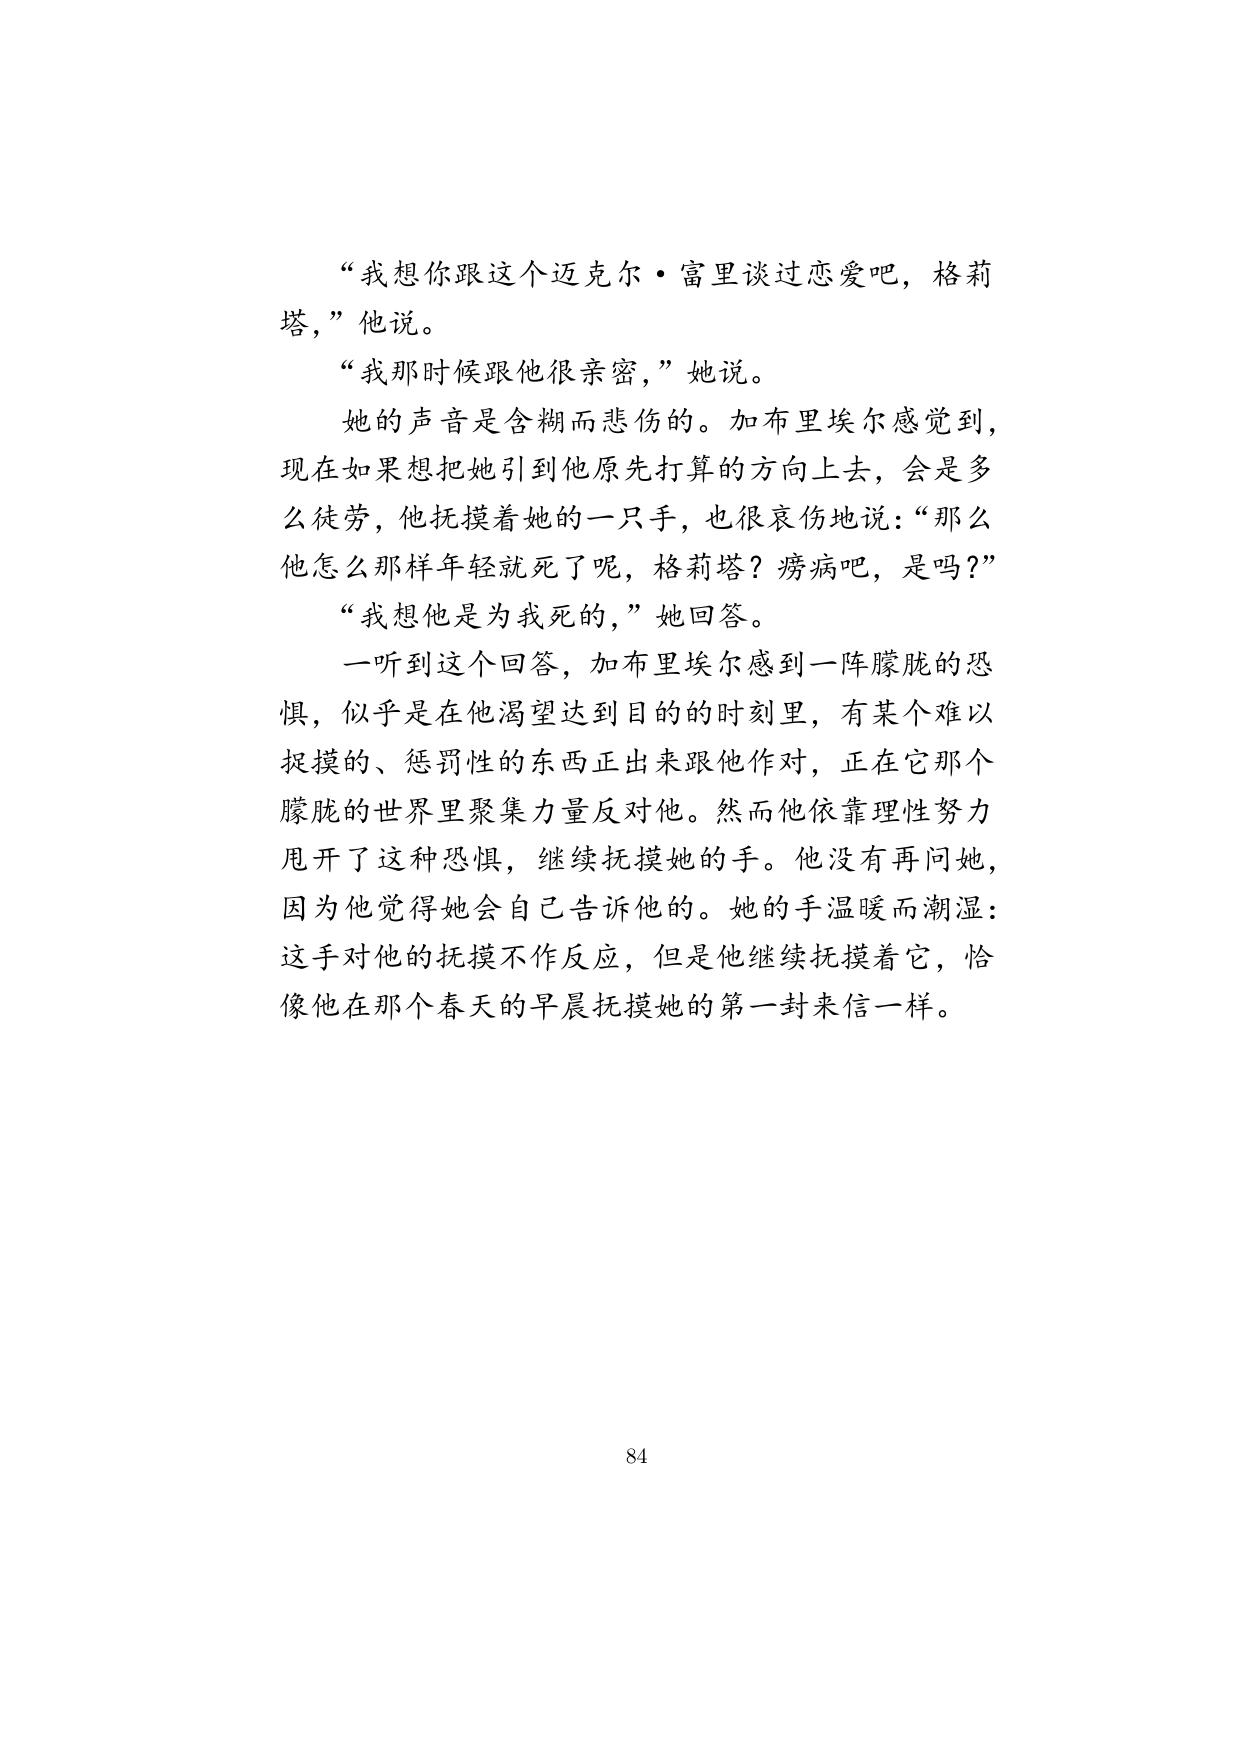 “我想你跟这个迈克尔·富里谈过恋爱吧，格莉
塔，”他说。
“我那时候跟他很亲密，”她说。
她的声音是含糊而悲伤的。加布里埃尔感觉到，
现在如果想把她引到他原先打算的方向上去，会是多
么徒劳，他抚摸着她的一只手，也很哀伤地说：“那么
他怎么那样年轻就死了呢，格莉塔？痨病吧，是吗？”
“我想他是为我死的，”她回答。
一听到这个回答，加布里埃尔感到一阵朦胧的恐
惧，似乎是在他渴望达到目的的时刻里，有某个难以
捉摸的、惩罚性的东西正出来跟他作对，正在它那个
朦胧的世界里聚集力量反对他。然而他依靠理性努力
甩开了这种恐惧，继续抚摸她的手。他没有再问她，
因为他觉得她会自己告诉他的。她的手温暖而潮湿：
这手对他的抚摸不作反应，但是他继续抚摸着它，恰
像他在那个春天的早晨抚摸她的第一封来信一样。
84